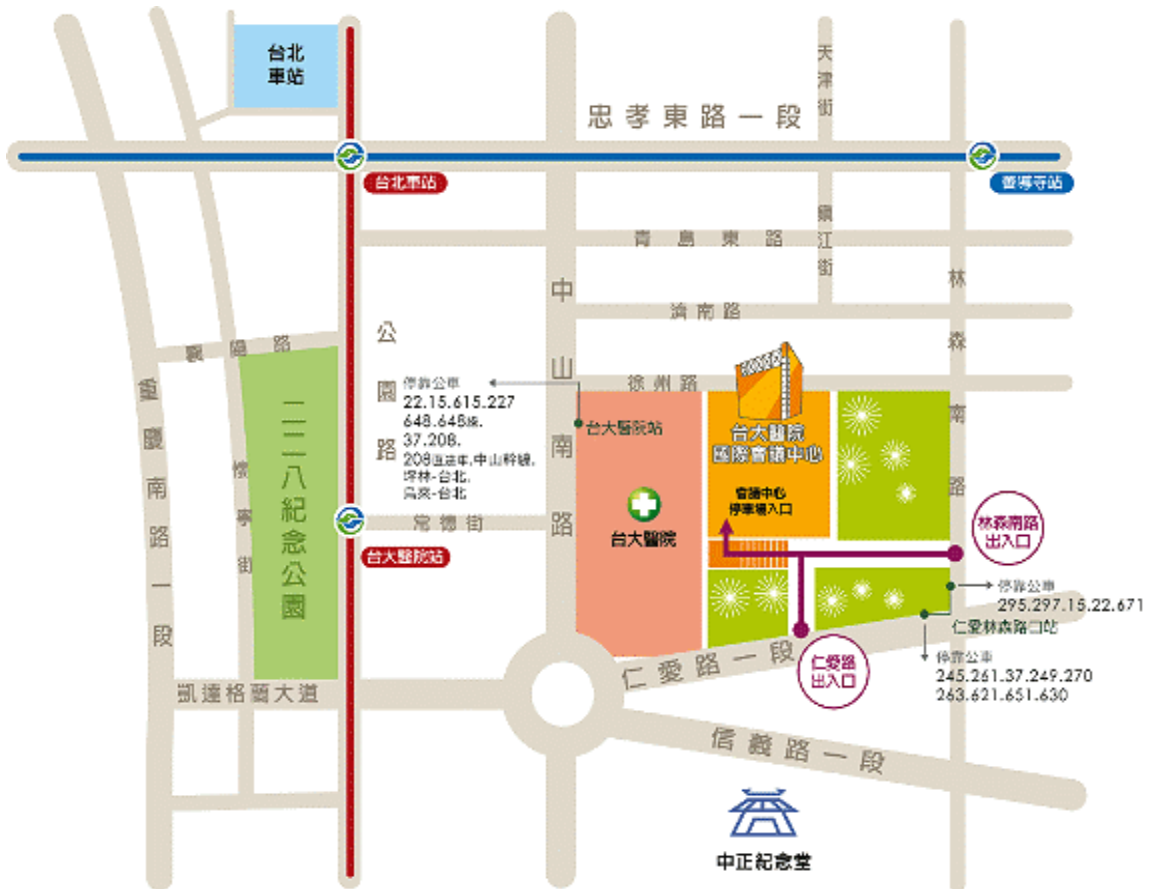 台北
車站
天津街
忠孝東路一段
台北車站
善導寺站
青島東路
鎮江街
中山南路
林森南路
濟南路
公園路
襄陽路
停靠公車
22.15.615.227
648.648綠.
37.208.
208區間車.中山幹線.
坪林-台北.
烏來-台北
徐州路
台大醫院站
台大醫院
國際會議中心
重慶南路一段
二二八紀念公園
懷寧街
會議中心
停車場入口
台大醫院
常德街
林森南路
出入口
台大醫院站
停靠公車
295.297.15.22.671
仁愛林森路口站
仁愛路一段
仁愛路
出入口
停靠公車
245.261.37.249.270
263.621.651.630
凱達格蘭大道
信義路一段
中正紀念堂